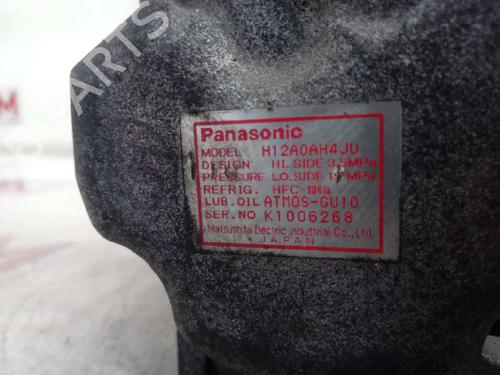 Panasonic
MODEL H12A0AH4JU
DESIGN HI. SIDE 3.5MPa
PRESSURE LO. SIDE
REFRIG. HFC-134a
LUB. OIL ATMOS-GU10
SER. NO K1006268
Matsushita Electric Industrial Co., Ltd.
JAPAN